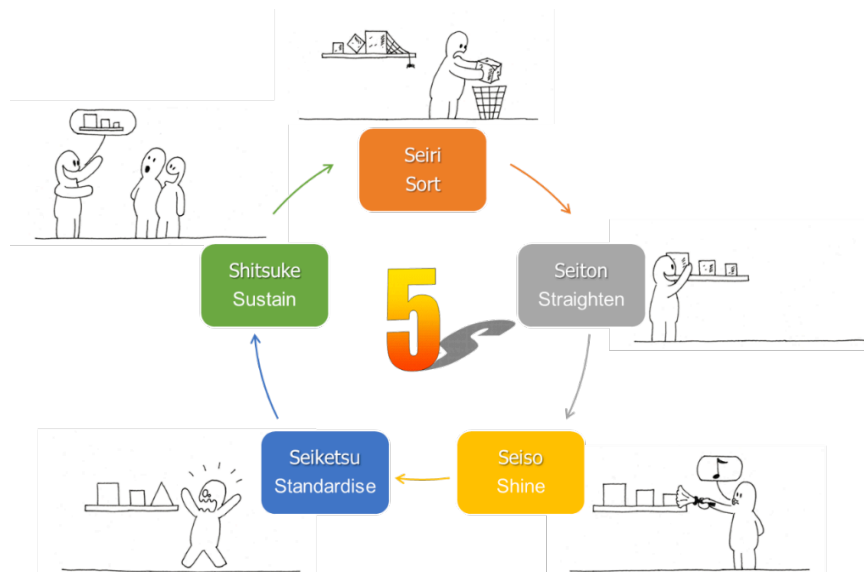 Seiri
Sort
Seiton
Straighten
Seiso
Shine
Seiketsu
Standardise
Shitsuke
Sustain
5